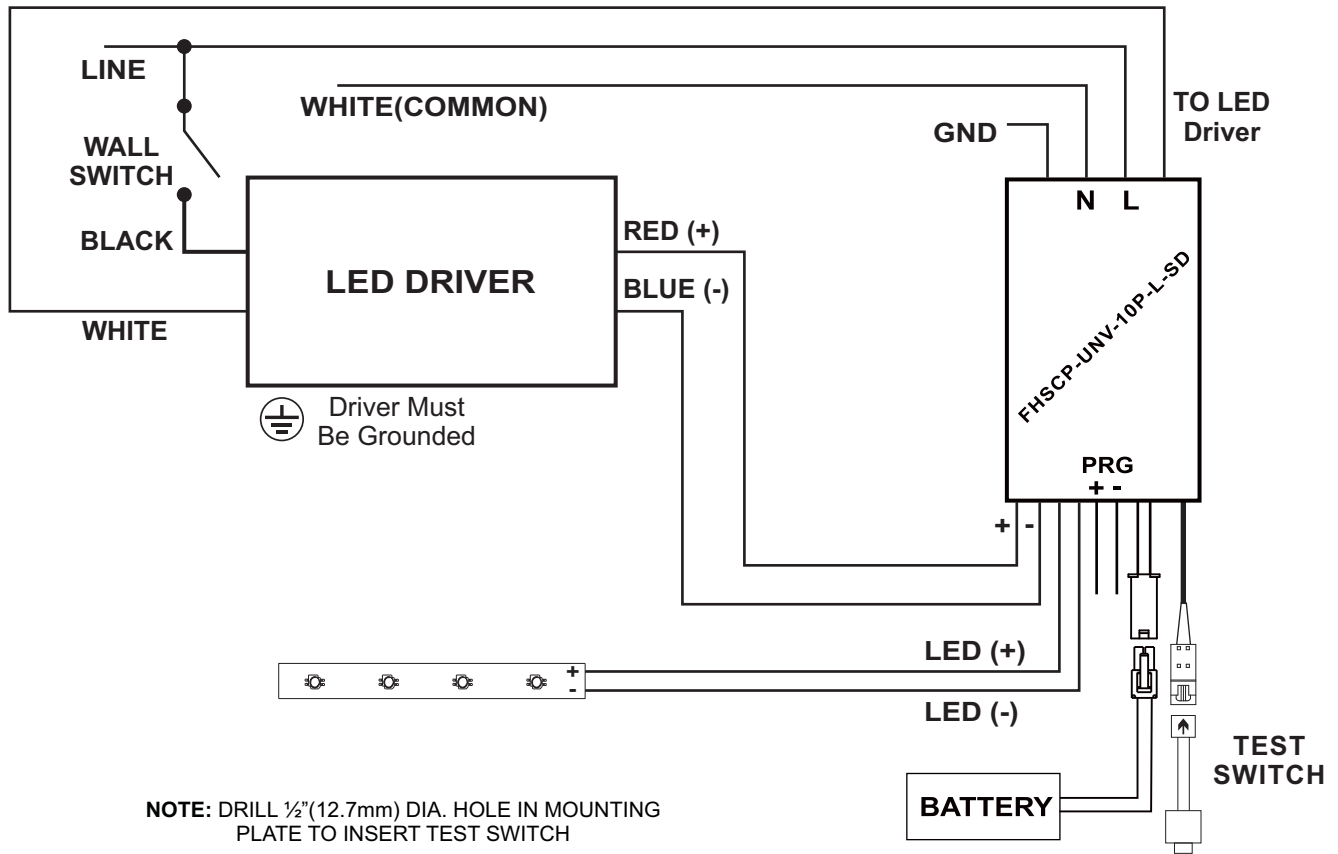 LINE
WHITE(COMMON)
TO LED
Driver
GND
WALL
SWITCH
N L
BLACK
RED (+)
LED DRIVER
BLUE (-)
WHITE
FHSCP-UNV-10P-L-SD
Driver Must
Be Grounded
PRG
+ -
+ -
LED (+)
+
-
LED (-)
TEST
SWITCH
BATTERY
NOTE: DRILL ½”(12.7mm) DIA. HOLE IN MOUNTING
PLATE TO INSERT TEST SWITCH